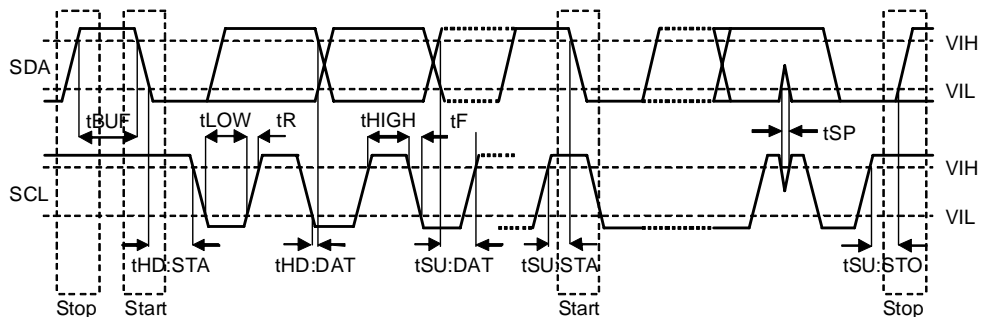 VIH
SDA
VIL
tBUF
tLOW
tR
tHIGH
tF
tSP
VIH
SCL
VIL
tHD:STA
tHD:DAT
tSU:DAT
tSU:STA
tSU:STO
Stop
Start
Start
Stop